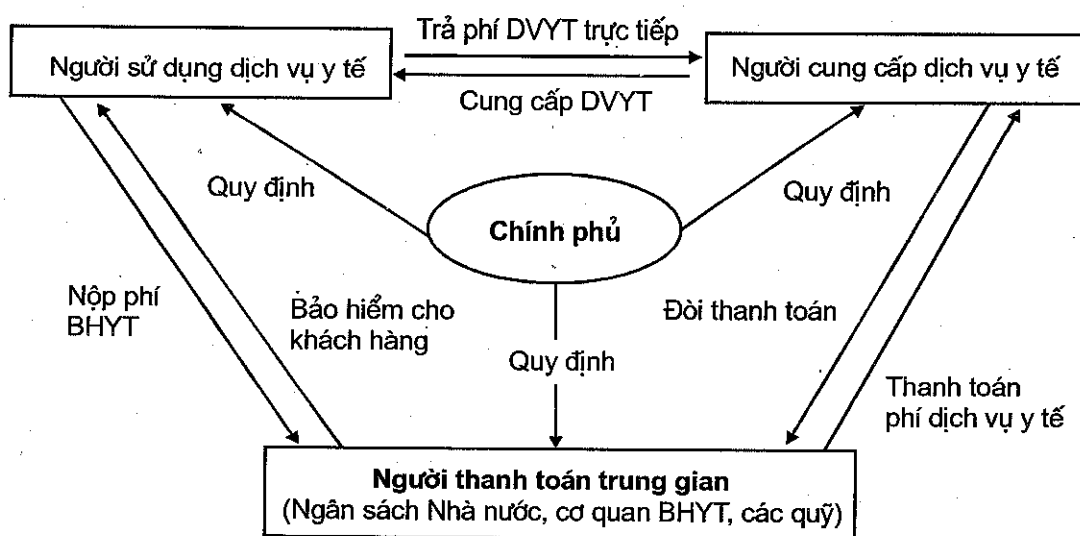 Trả phí DVYT trực tiếp
Người sử dụng dịch vụ y tế
Người cung cấp dịch vụ y tế
Cung cấp DVYT
Quy định
Quy định
Chính phủ
Nộp phí
BHYT
Bảo hiểm cho
khách hàng
Đòi thanh toán
Quy định
Thanh toán
phí dịch vụ y tế
Người thanh toán trung gian
(Ngân sách Nhà nước, cơ quan BHYT, các quỹ)